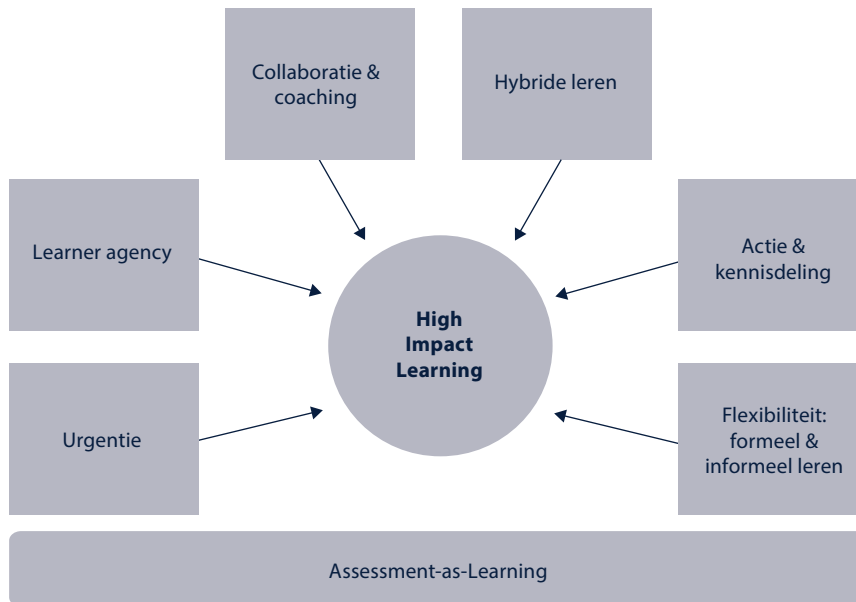 Collaboratie &
coaching
Hybride leren
Learner agency
Actie &
kennisdeling
High
Impact
Learning
Urgentie
Flexibiliteit:
formeel &
informeel leren
Assessment-as-Learning